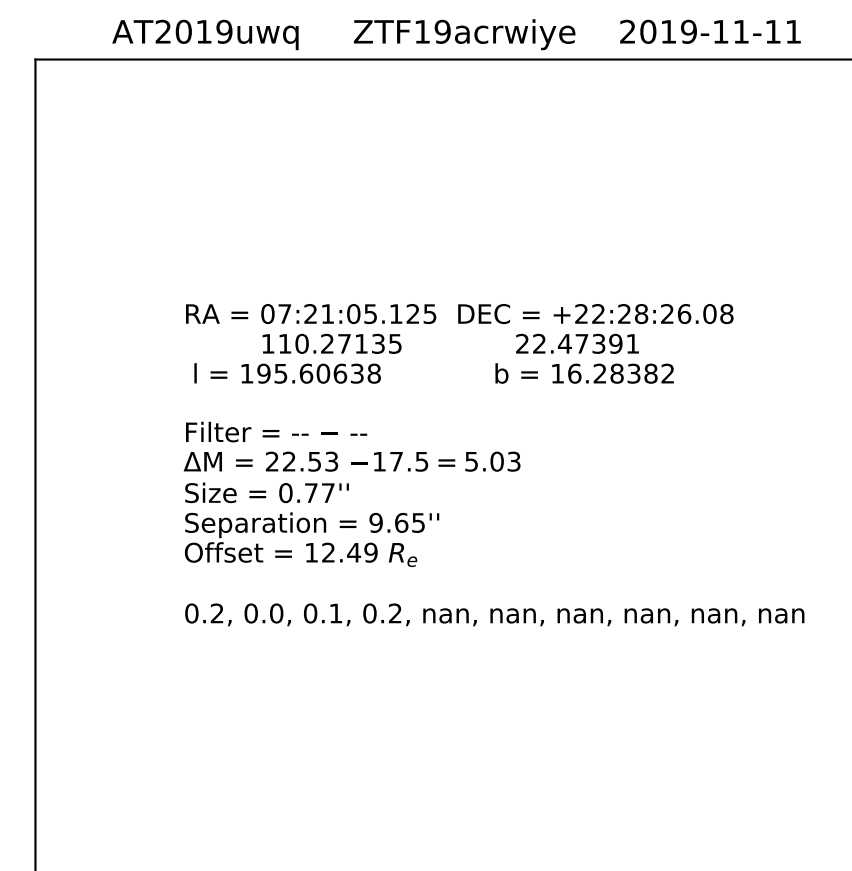 AT2019uwq ZTF19acrwiye 2019-11-11
RA = 07:21:05.125 DEC = +22:28:26.08
110.27135 22.47391
l = 195.60638 b = 16.28382
Filter = -- − --
ΔM = 22.53 −17.5 = 5.03
Size = 0.77''
Separation = 9.65''
Offset = 12.49 Rₑ
0.2, 0.0, 0.1, 0.2, nan, nan, nan, nan, nan, nan